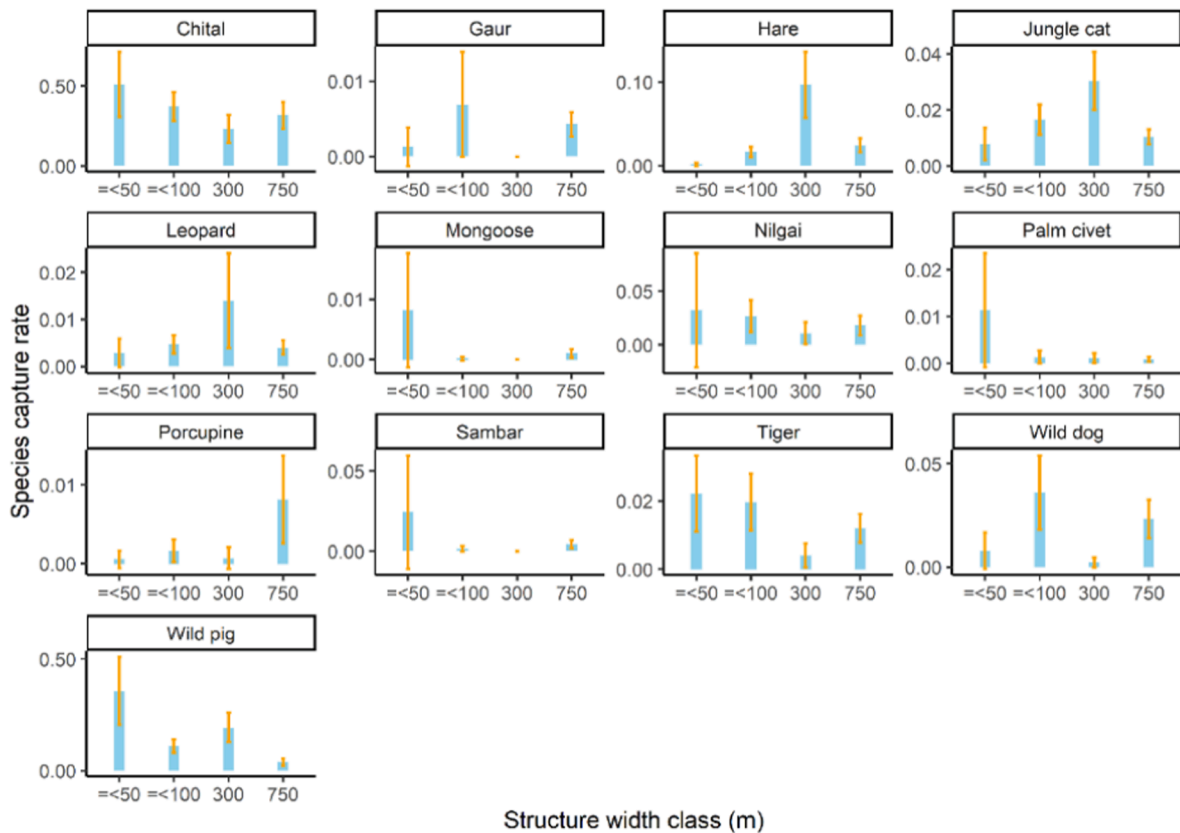 Chital Gaur Hare Jungle cat
0.50
0.00
0.01
0.00
0.10
0.00
0.04
0.02
0.00
=<50 =<100 300 750 =<50 =<100 300 750 =<50 =<100 300 750 =<50 =<100 300 750
Leopard Mongoose Nilgai Palm civet
0.02
0.01
0.00
0.01
0.00
0.05
0.00
0.02
0.01
0.00
=<50 =<100 300 750 =<50 =<100 300 750 =<50 =<100 300 750 =<50 =<100 300 750
Species capture rate
Porcupine Sambar Tiger Wild dog
0.01
0.00
0.05
0.00
0.02
0.00
0.05
0.00
=<50 =<100 300 750 =<50 =<100 300 750 =<50 =<100 300 750 =<50 =<100 300 750
Wild pig
0.50
0.00
=<50 =<100 300 750
Structure width class (m)